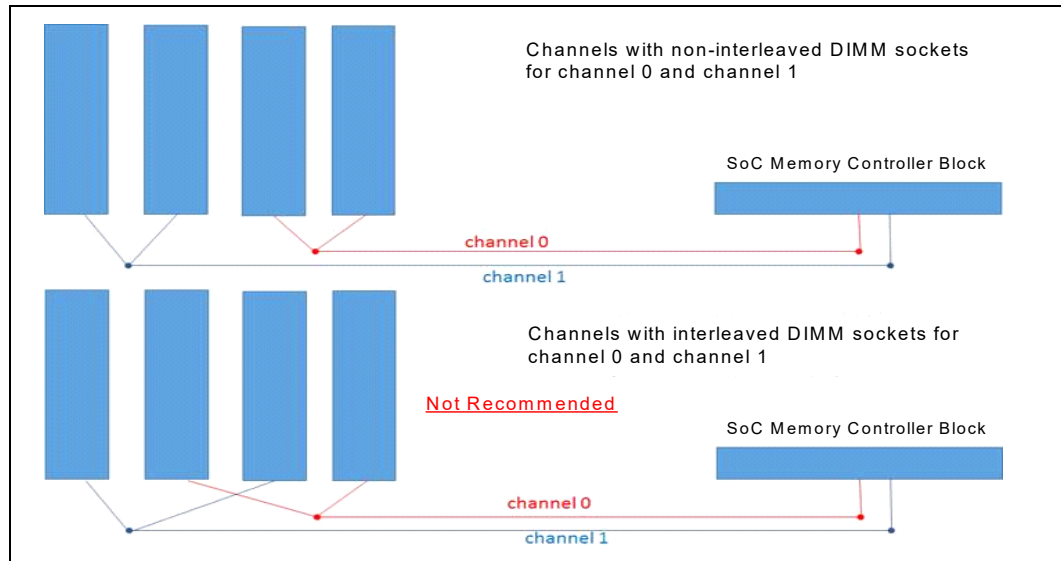 Channels with non-interleaved DIMM sockets
for channel 0 and channel 1
SoC Memory Controller Block
channel 0
channel 1
Channels with interleaved DIMM sockets for
channel 0 and channel 1
Not Recommended
SoC Memory Controller Block
channel 0
channel 1